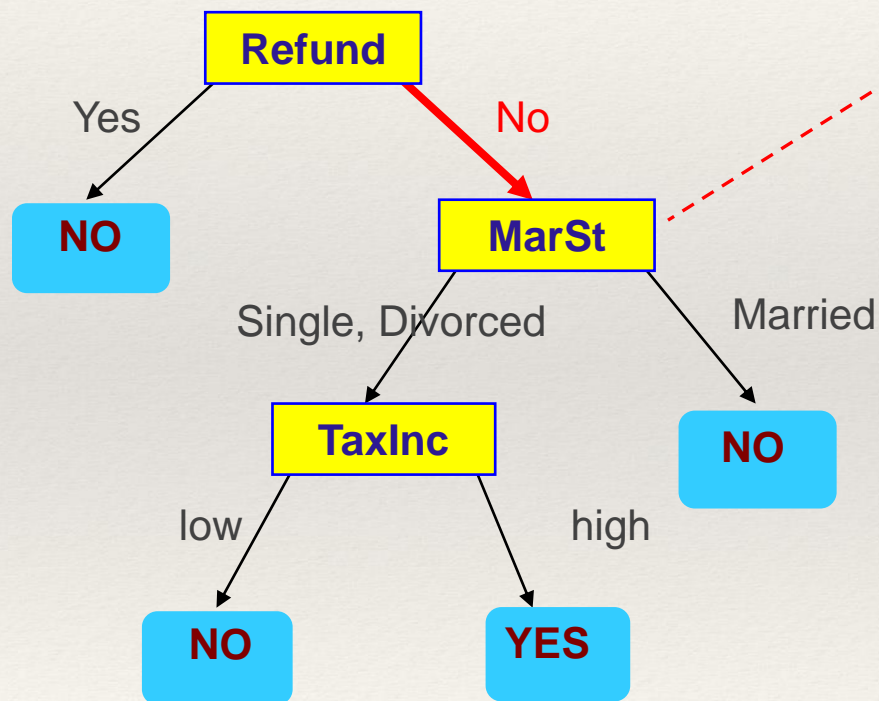 Refund
Yes
No
NO
MarSt
Single, Divorced
Married
TaxInc
NO
low
high
NO
YES